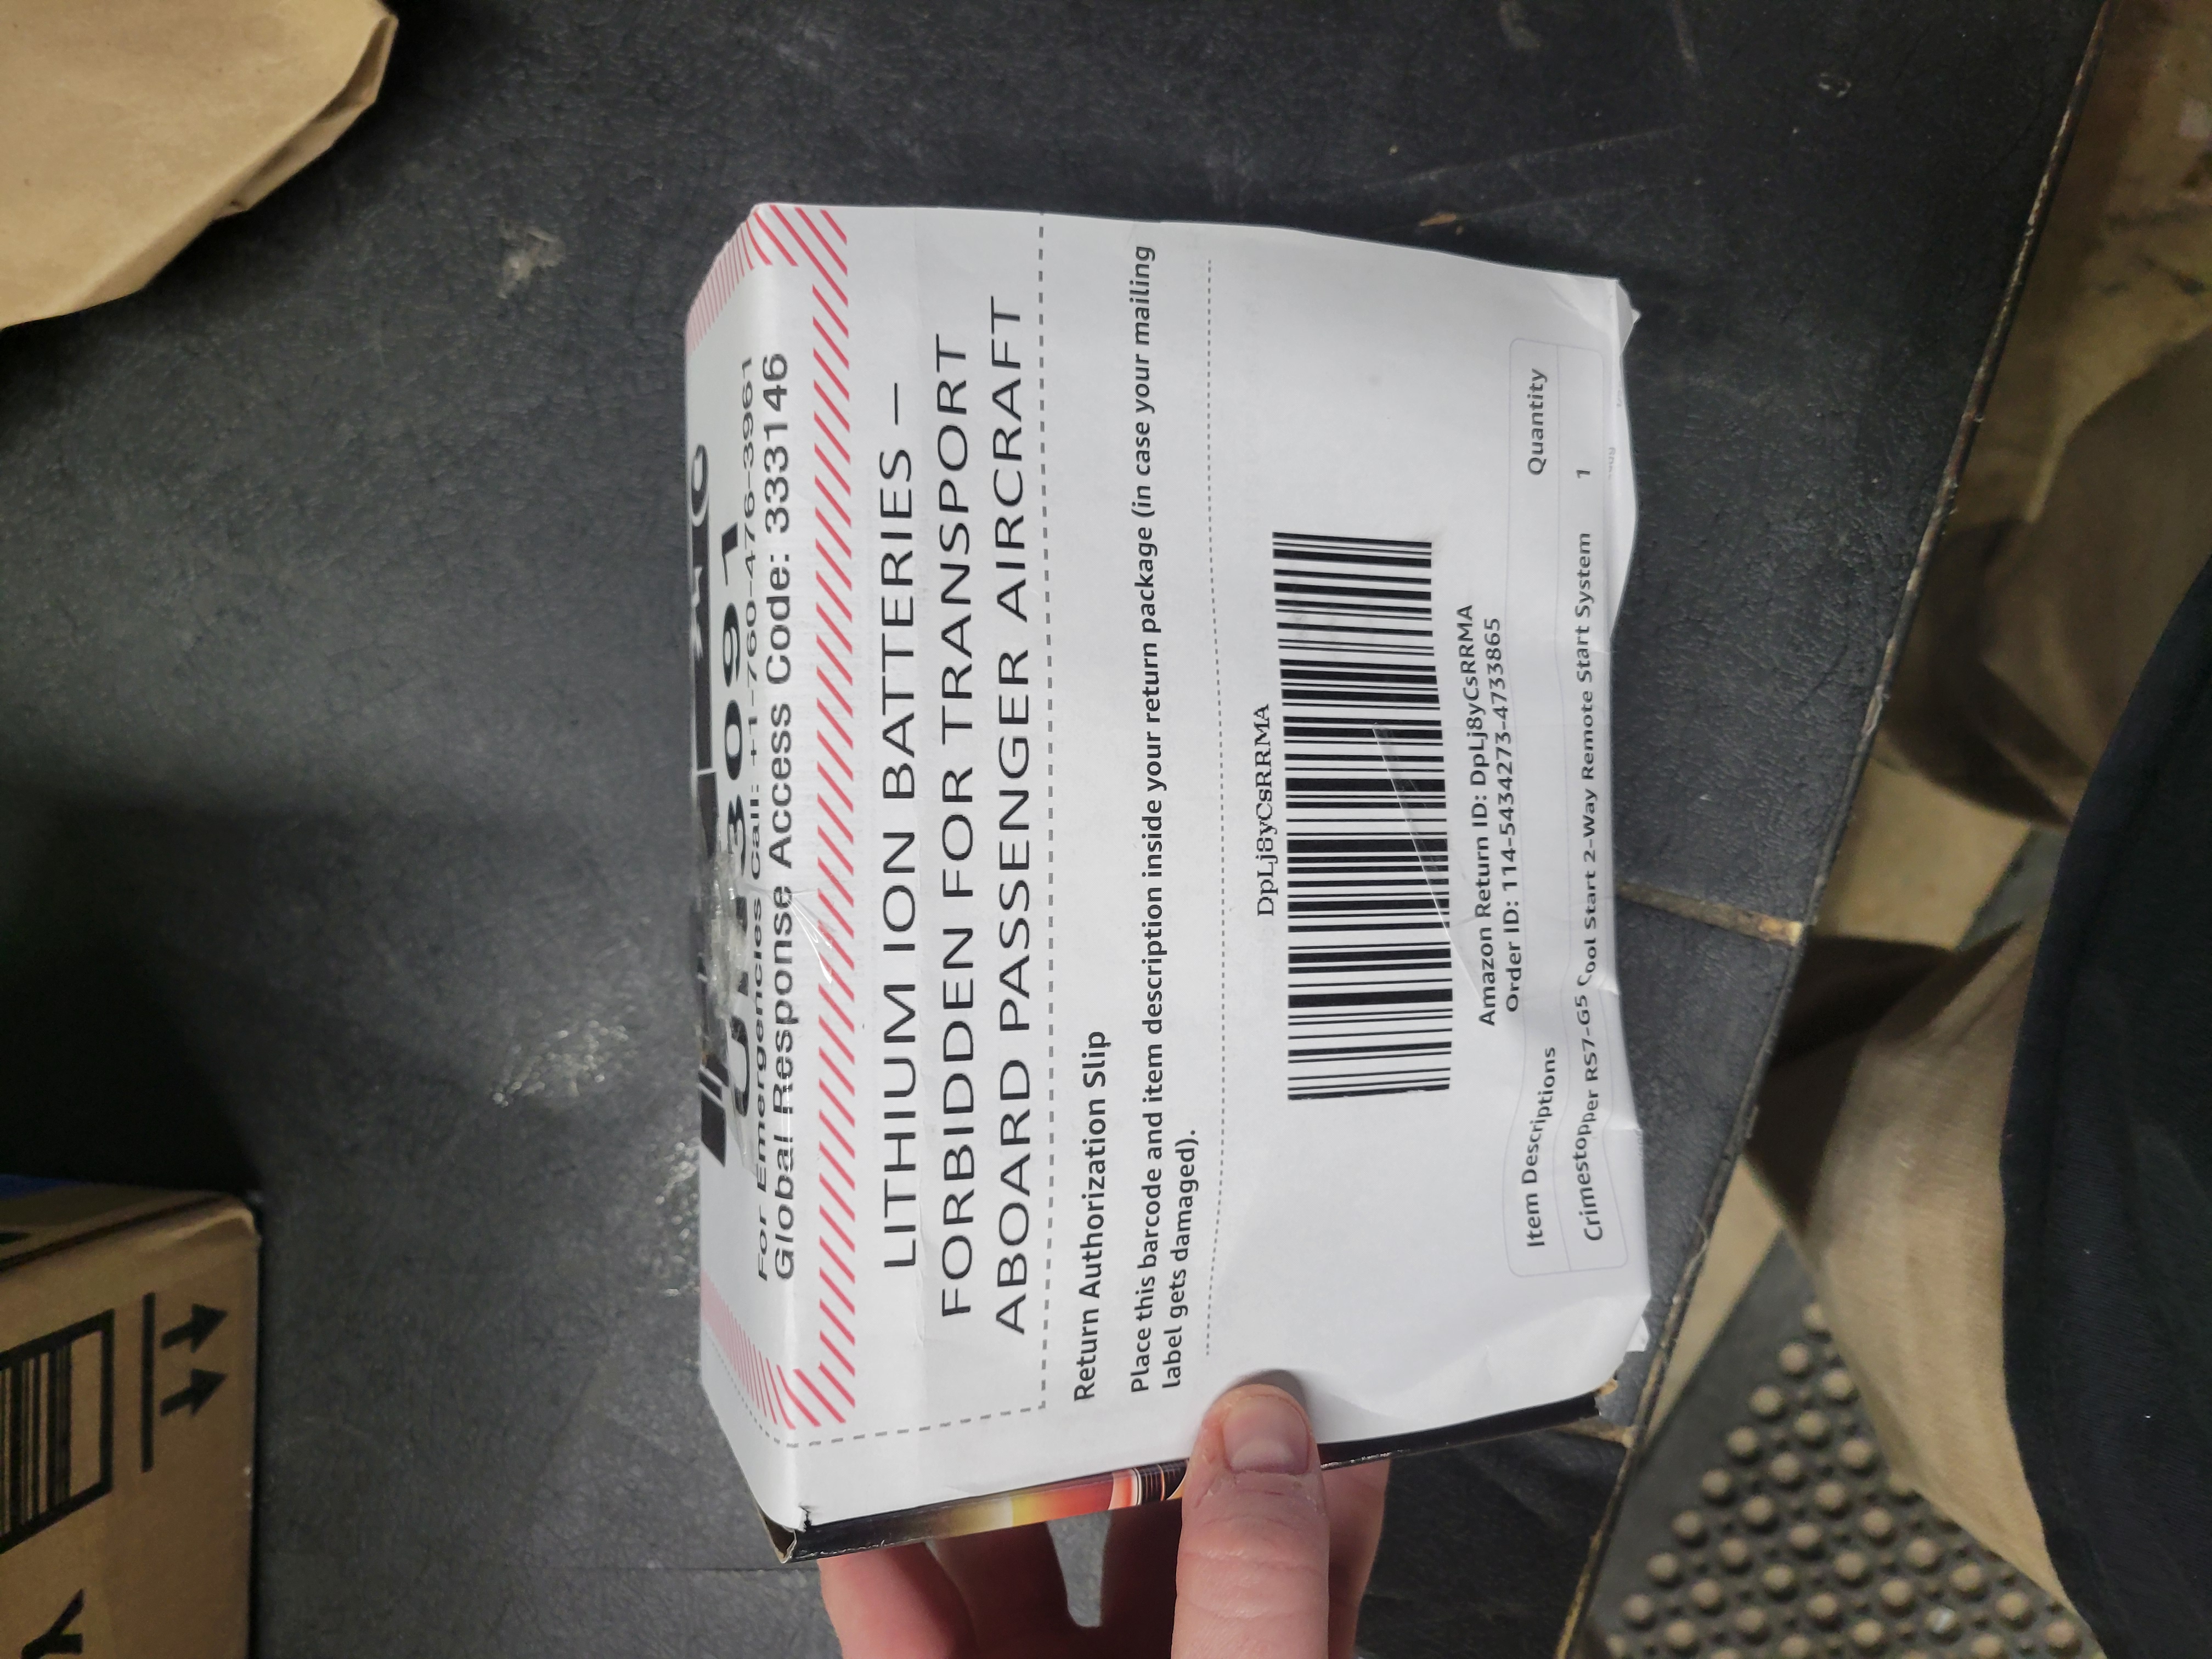 UN3091
For Emergencies Call: +1-760-476-3961
Global Response Access Code: 333146
LITHIUM ION BATTERIES –
FORBIDDEN FOR TRANSPORT
ABOARD PASSENGER AIRCRAFT
Return Authorization Slip
Place this barcode and item description inside your return package (in case your mailing
label gets damaged).
DpLj8yCsRRMA
Amazon Return ID: DpLj8yCsRRMA
Order ID: 114-5434273-4733865
Item Descriptions Quantity
Crimestopper RS7-G5 Cool Start 2-Way Remote Start System 1